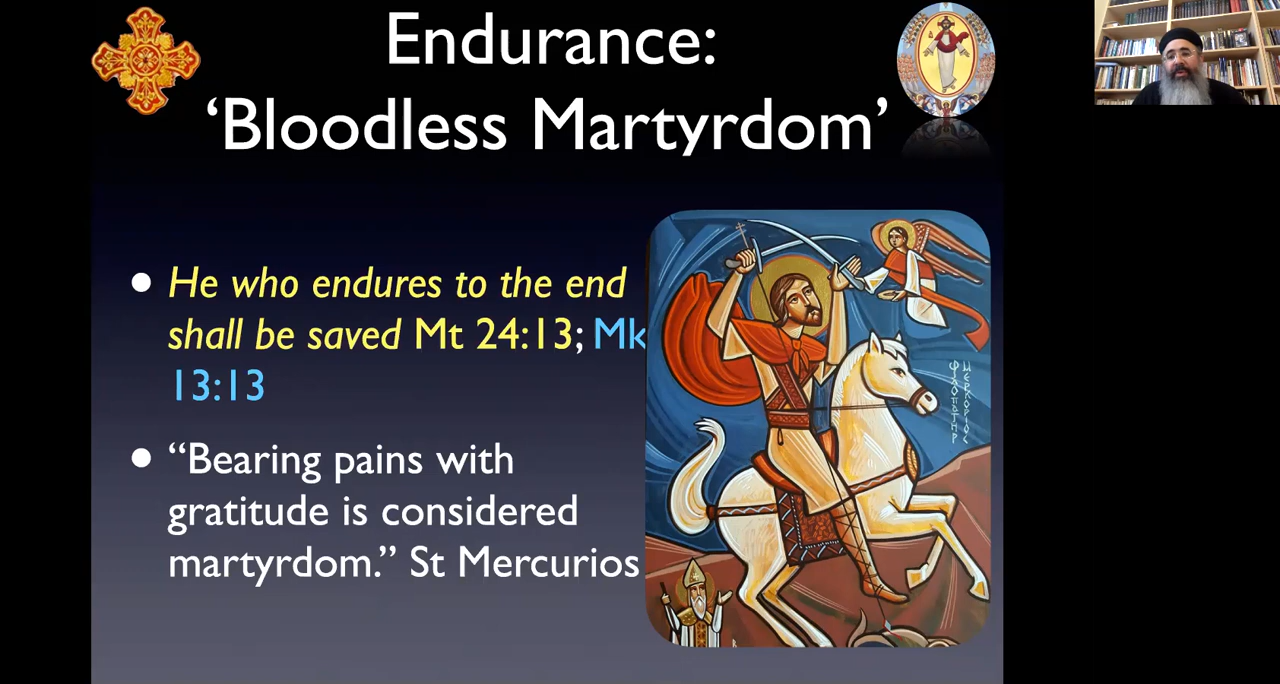 Endurance:
‘Bloodless Martyrdom’
He who endures to the end
shall be saved Mt 24:13; Mk
13:13
“Bearing pains with
gratitude is considered
martyrdom.” St Mercurios
ΜΕΡΚΟΡΙΟC